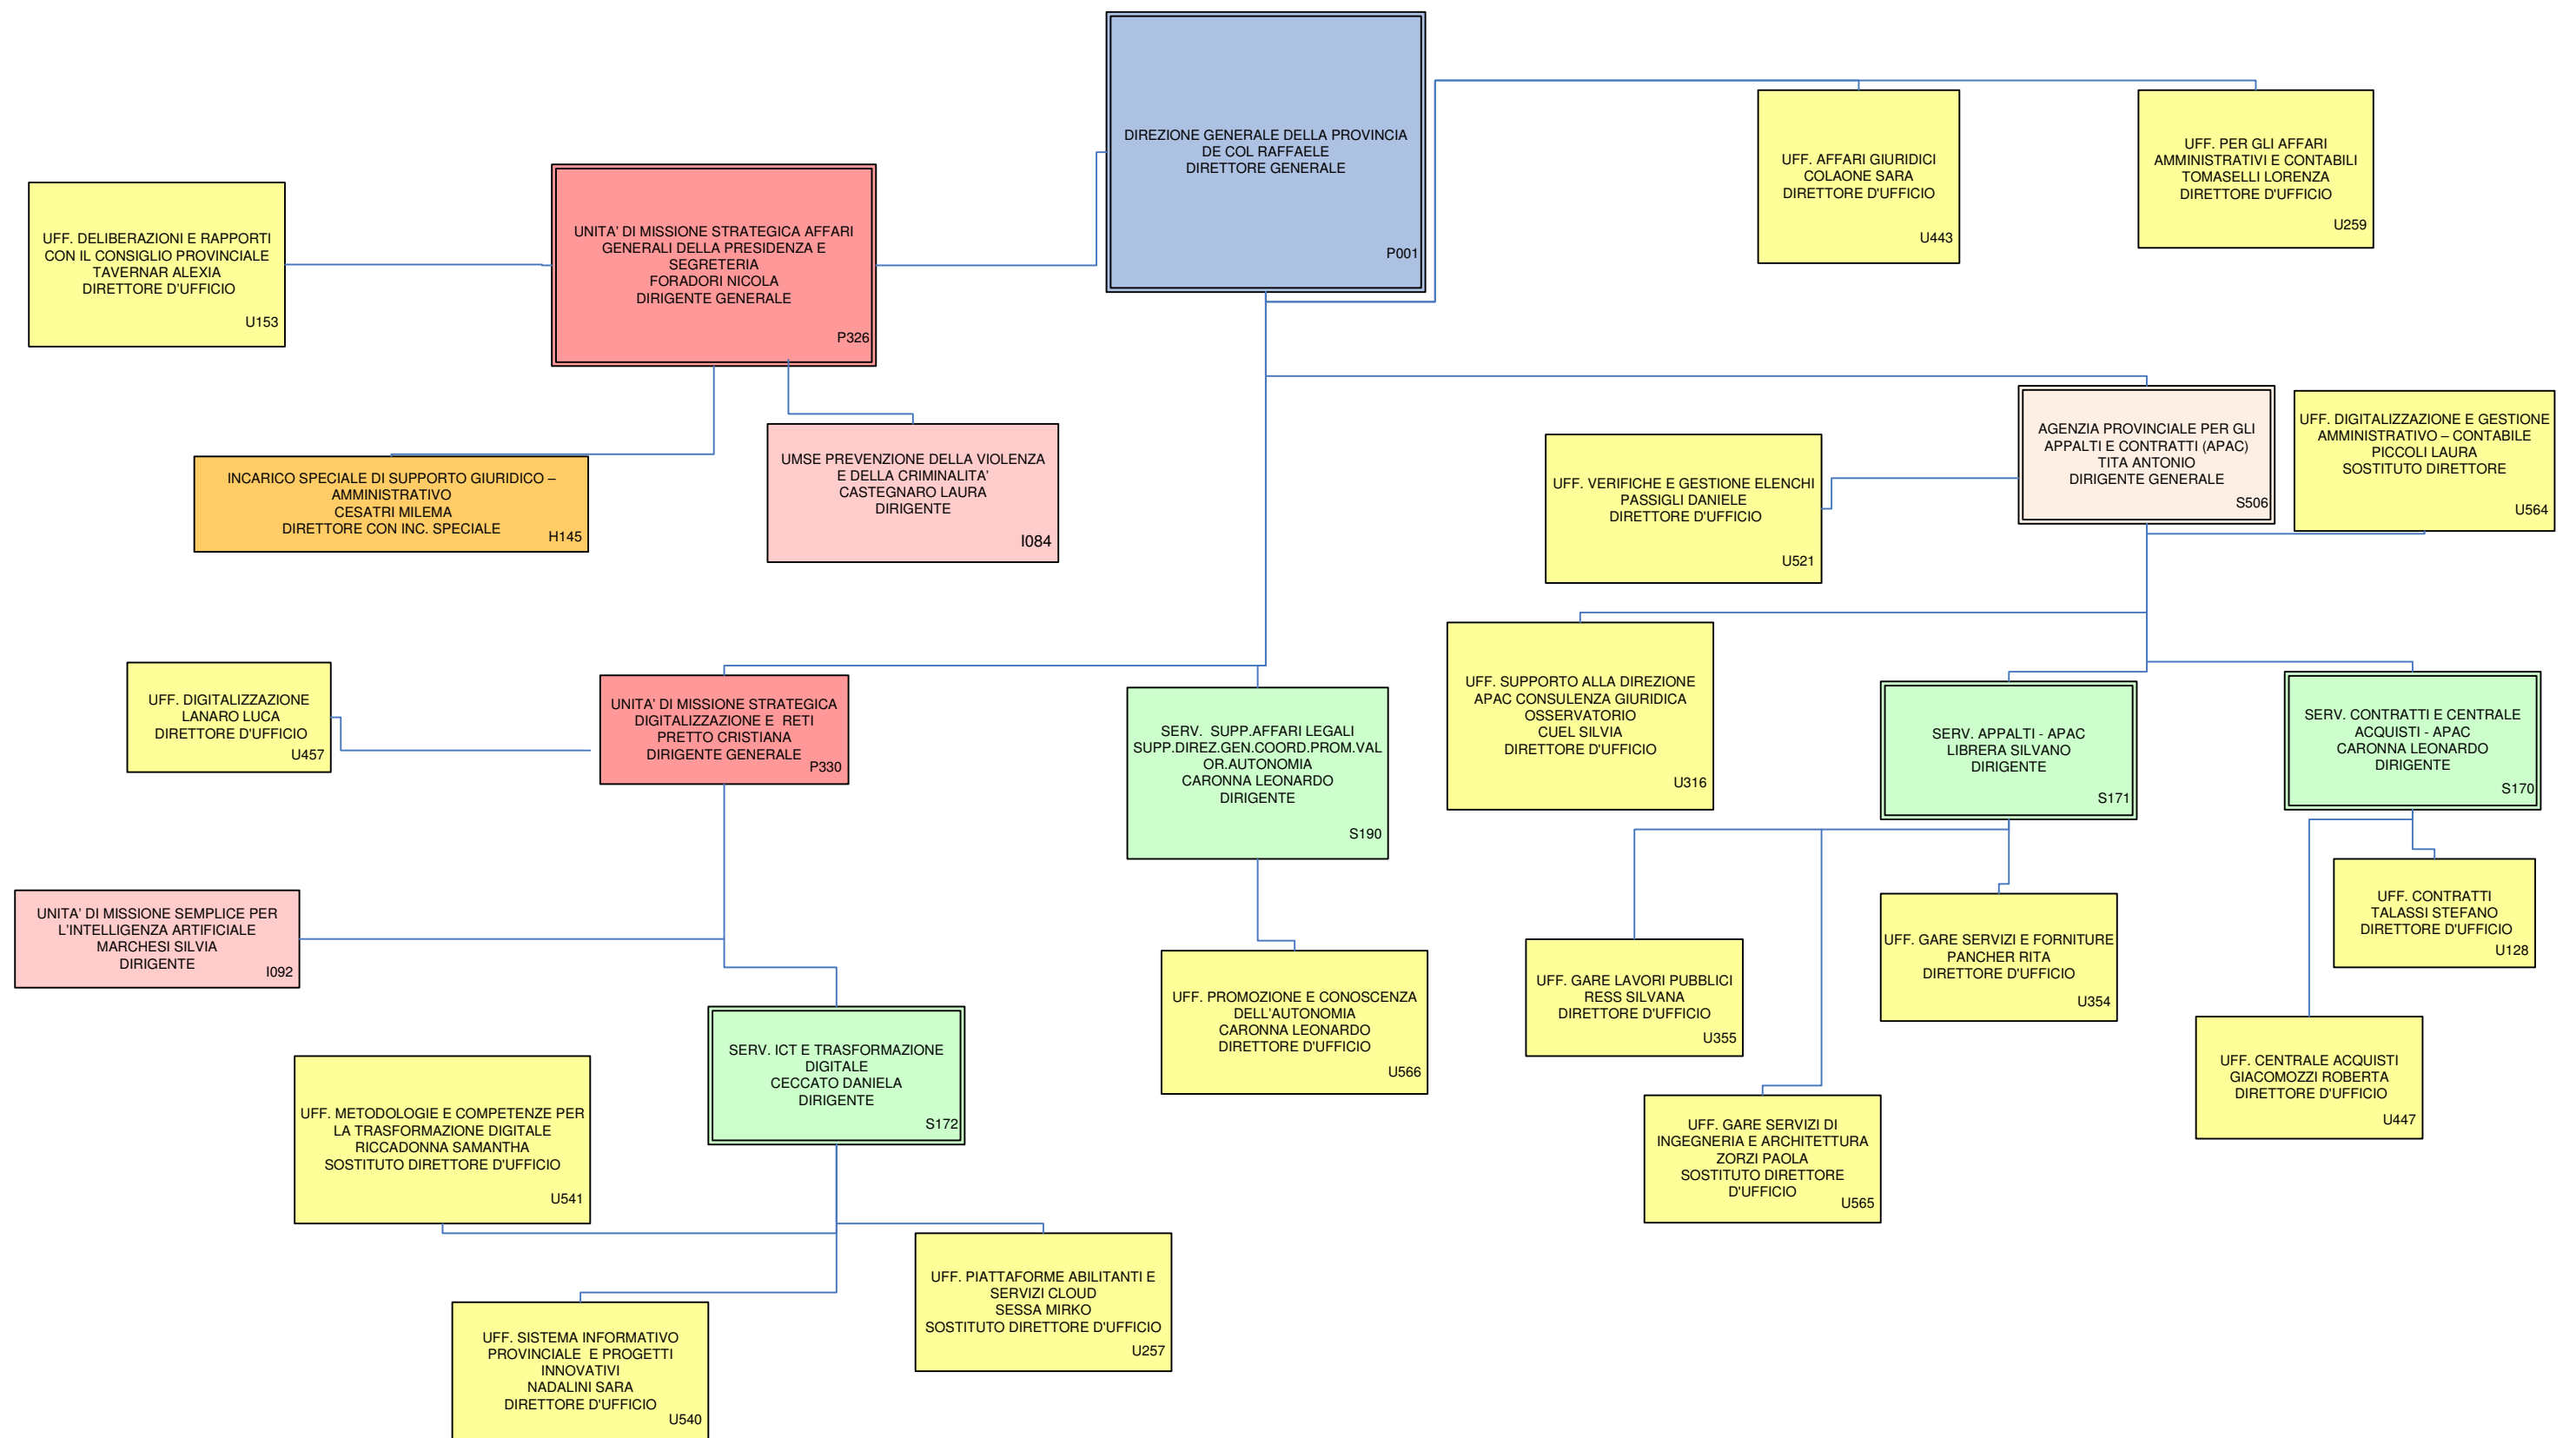 DIREZIONE GENERALE DELLA PROVINCIA
DE COL RAFFAELE
DIRETTORE GENERALE
P001
UFF. AFFARI GIURIDICI
COLAONE SARA
DIRETTORE D'UFFICIO
U443
UFF. PER GLI AFFARI
AMMINISTRATIVI E CONTABILI
TOMASELLI LORENZA
DIRETTORE D'UFFICIO
U259
UFF. DELIBERAZIONI E RAPPORTI
CON IL CONSIGLIO PROVINCIALE
TAVERNAR ALEXIA
DIRETTORE D'UFFICIO
U153
UNITA' DI MISSIONE STRATEGICA AFFARI
GENERALI DELLA PRESIDENZA E
SEGRETERIA
FORADORI NICOLA
DIRIGENTE GENERALE
P326
INCARICO SPECIALE DI SUPPORTO GIURIDICO –
AMMINISTRATIVO
CESATRI MILEMA
DIRETTORE CON INC. SPECIALE
H145
UMSE PREVENZIONE DELLA VIOLENZA
E DELLA CRIMINALITA'
CASTEGNARO LAURA
DIRIGENTE
I084
UFF. VERIFICHE E GESTIONE ELENCHI
PASSIGLI DANIELE
DIRETTORE D'UFFICIO
U521
AGENZIA PROVINCIALE PER GLI
APPALTI E CONTRATTI (APAC)
TITA ANTONIO
DIRIGENTE GENERALE
S506
UFF. DIGITALIZZAZIONE E GESTIONE
AMMINISTRATIVO – CONTABILE
PICCOLI LAURA
SOSTITUTO DIRETTORE
U564
UFF. DIGITALIZZAZIONE
LANARO LUCA
DIRETTORE D'UFFICIO
U457
UNITA' DI MISSIONE STRATEGICA
DIGITALIZZAZIONE E  RETI
PRETTO CRISTIANA
DIRIGENTE GENERALE
P330
SERV.  SUPP.AFFARI LEGALI
SUPP.DIREZ.GEN.COORD.PROM.VAL
OR.AUTONOMIA
CARONNA LEONARDO
DIRIGENTE
S190
UFF. SUPPORTO ALLA DIREZIONE
APAC CONSULENZA GIURIDICA
OSSERVATORIO
CUEL SILVIA
DIRETTORE D'UFFICIO
U316
SERV. APPALTI - APAC
LIBRERA SILVANO
DIRIGENTE
S171
SERV. CONTRATTI E CENTRALE
ACQUISTI - APAC
CARONNA LEONARDO
DIRIGENTE
S170
UNITA' DI MISSIONE SEMPLICE PER
L'INTELLIGENZA ARTIFICIALE
MARCHESI SILVIA
DIRIGENTE
I092
UFF. PROMOZIONE E CONOSCENZA
DELL'AUTONOMIA
CARONNA LEONARDO
DIRETTORE D'UFFICIO
U566
UFF. GARE LAVORI PUBBLICI
RESS SILVANA
DIRETTORE D'UFFICIO
U355
UFF. GARE SERVIZI E FORNITURE
PANCHER RITA
DIRETTORE D'UFFICIO
U354
UFF. CONTRATTI
TALASSI STEFANO
DIRETTORE D'UFFICIO
U128
SERV. ICT E TRASFORMAZIONE
DIGITALE
CECCATO DANIELA
DIRIGENTE
S172
UFF. METODOLOGIE E COMPETENZE PER
LA TRASFORMAZIONE DIGITALE
RICCADONNA SAMANTHA
SOSTITUTO DIRETTORE D'UFFICIO
U541
UFF. GARE SERVIZI DI
INGEGNERIA E ARCHITETTURA
ZORZI PAOLA
SOSTITUTO DIRETTORE
D'UFFICIO
U565
UFF. CENTRALE ACQUISTI
GIACOMOZZI ROBERTA
DIRETTORE D'UFFICIO
U447
UFF. PIATTAFORME ABILITANTI E
SERVIZI CLOUD
SESSA MIRKO
SOSTITUTO DIRETTORE D'UFFICIO
U257
UFF. SISTEMA INFORMATIVO
PROVINCIALE  E PROGETTI
INNOVATIVI
NADALINI SARA
DIRETTORE D'UFFICIO
U540